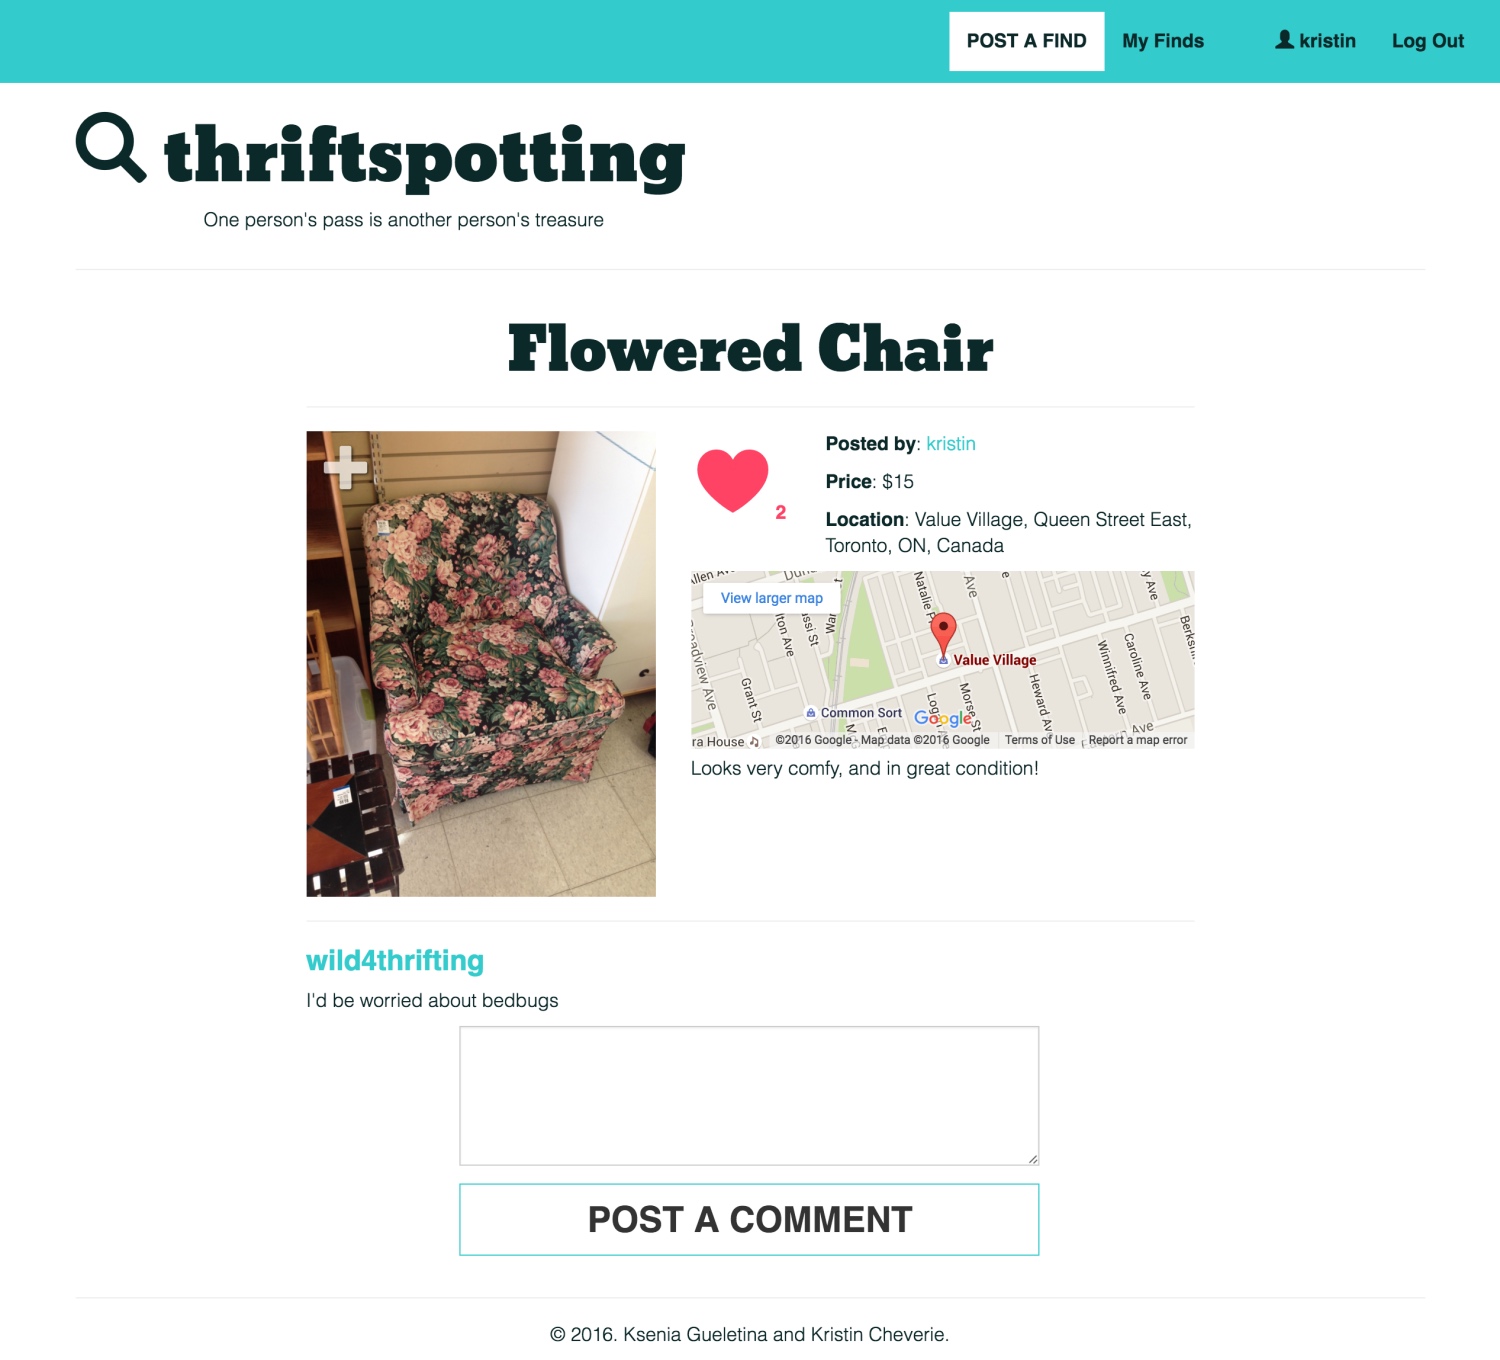 POST A FIND My Finds kristin Log Out
thriftspotting
One person's pass is another person's treasure
Flowered Chair
Posted by: kristin
2
Price: $15
Location: Value Village, Queen Street East,
Toronto, ON, Canada
View larger map
Natalie
Ave
Grant St
Value Village
Winnifred Ave
Caroline Ave
Heward Av
Morse St
Common Sort
Google
ra House
©2016 Google - Map data ©2016 Google Terms of Use Report a map error
Looks very comfy, and in great condition!
wild4thrifting
I'd be worried about bedbugs
POST A COMMENT
© 2016. Ksenia Gueletina and Kristin Cheverie.